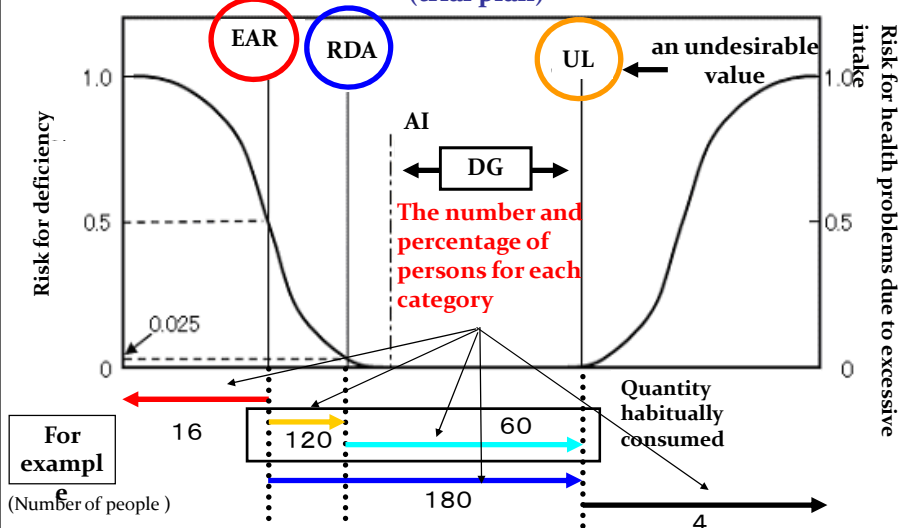 (trial plan)
EAR
RDA
UL
an undesirable
value
1.0
1.0
AI
DG
Risk for deficiency
Risk for health problems due to excessive
intake
0.5
0.5
The number and
percentage of
persons for each
category
0.025
0
0
Quantity
habitually
consumed
For
exampl
e
16
120
60
(Number of people )
180
4